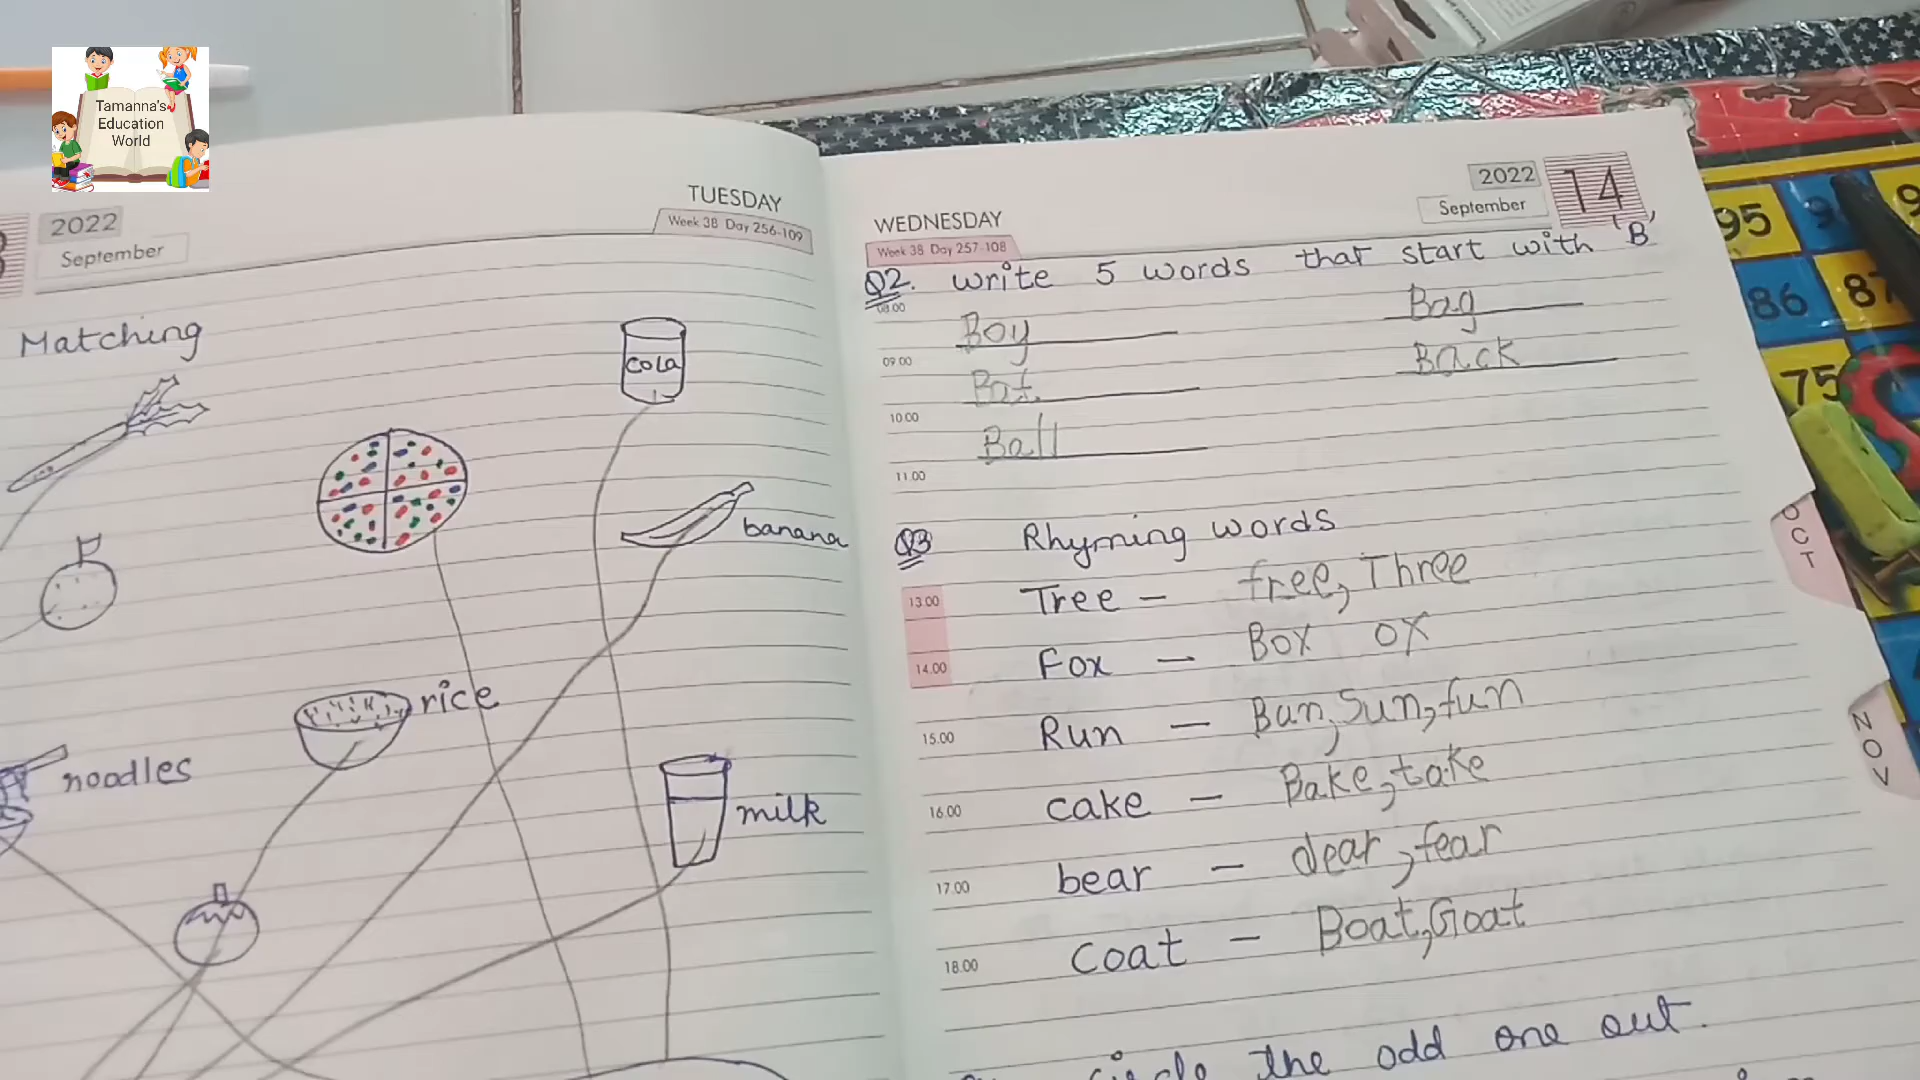 Tamanna's
Education
World
2022
September
TUESDAY
Week 38 Day 256-109
Matching
cola
banana
rice
noodles
milk
WEDNESDAY
Week 38 Day 257-108
2022
September
14
Q2. write 5 words that start with 'B'
08.00
Boy
Bag
09.00
Bat
Back
10.00
Ball
11.00
Q3 Rhyming words
13.00
Tree - free, Three
14.00
Fox - Box ox
15.00
Run - Ban, Sun, fun
16.00
cake - Bake, take
17.00
bear - dear, fear
18.00
coat - Boat, Goat
circle the odd one out.
OCT
NOV
95
86
87
75